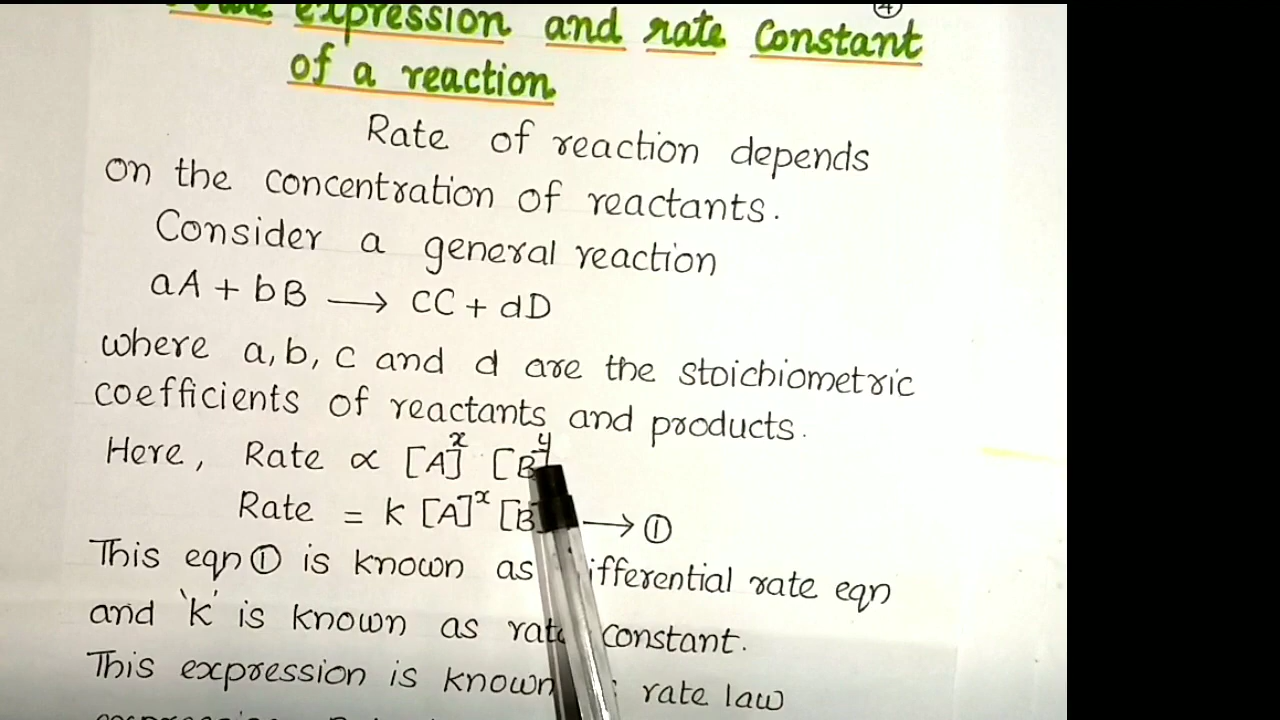 ④
expression and rate constant
of a reaction
Rate of reaction depends
on the concentration of reactants.
Consider a general reaction
aA + bB ⟶ CC + dD
where a, b, c and d are the stoichiometric
coefficients of reactants and products.
Here, Rate ∝ [A]^x [B]^y
Rate = k [A]^x [B] ⟶ ①
This eqn ① is known as ifferential rate eqn
and 'k' is known as rate constant.
This expression is known rate law